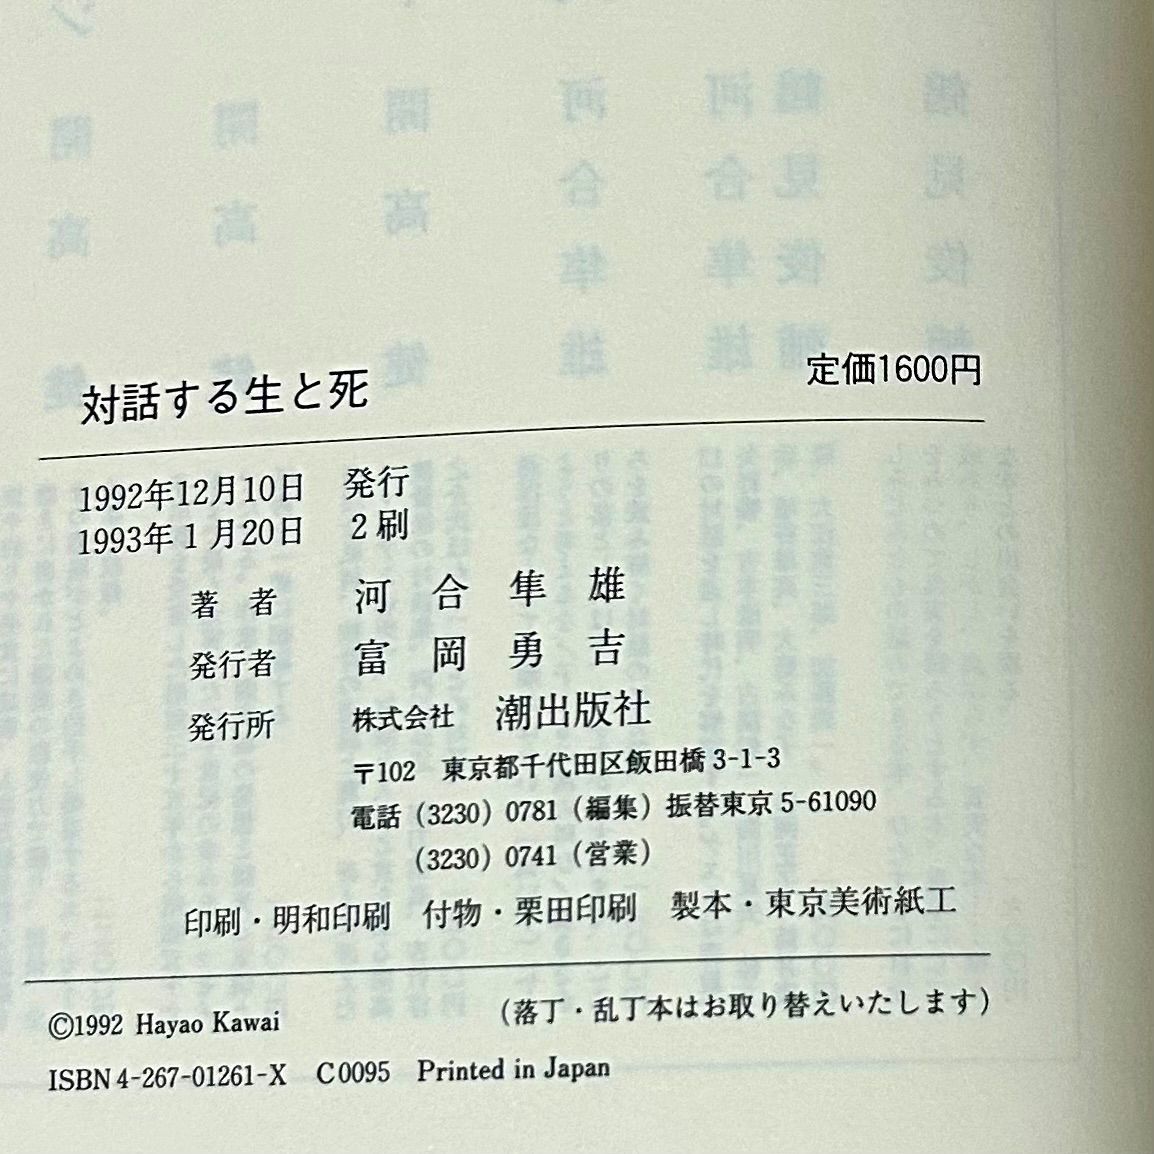 対話する生と死
定価1600円
1992年12月10日　発行
1993年1月20日　2刷
著　者　河　合　隼　雄
発行者　富　岡　勇　吉
発行所　株式会社　潮出版社
〒102　東京都千代田区飯田橋3-1-3
電話（3230）0781（編集）振替東京5-61090
（3230）0741（営業）
印刷・明和印刷　付物・栗田印刷　製本・東京美術紙工
©1992 Hayao Kawai
（落丁・乱丁本はお取り替えいたします）
ISBN4-267-01261-X　C0095　Printed in Japan